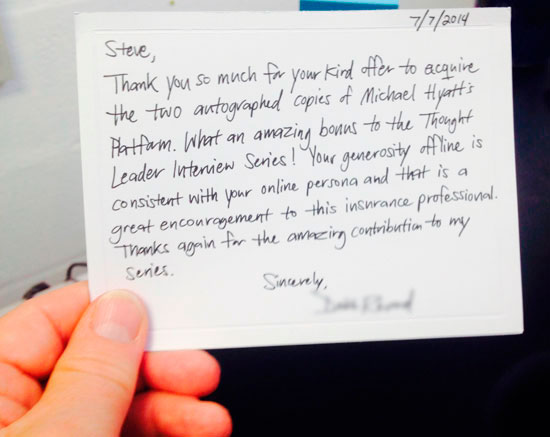 7/7/2014
Steve,
Thank you so much for your kind offer to acquire
the two autographed copies of Michael Hyatt's
Platform. What an amazing bonus to the Thought
Leader Interview Series! Your generosity offline is
consistent with your online persona and that is a
great encouragement to this insurance professional.
Thanks again for the amazing contribution to my
series.
Sincerely,